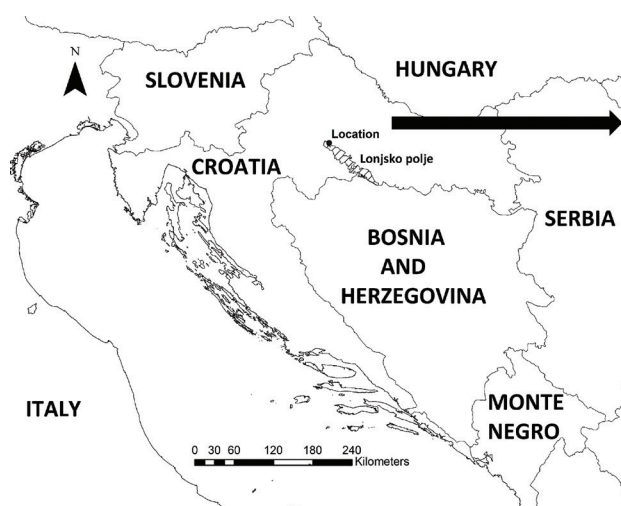 N
SLOVENIA
HUNGARY
Location
Lonjsko polje
CROATIA
SERBIA
BOSNIA
AND
HERZEGOVINA
ITALY
MONTE
NEGRO
0 30 60 120 180 240
Kilometers